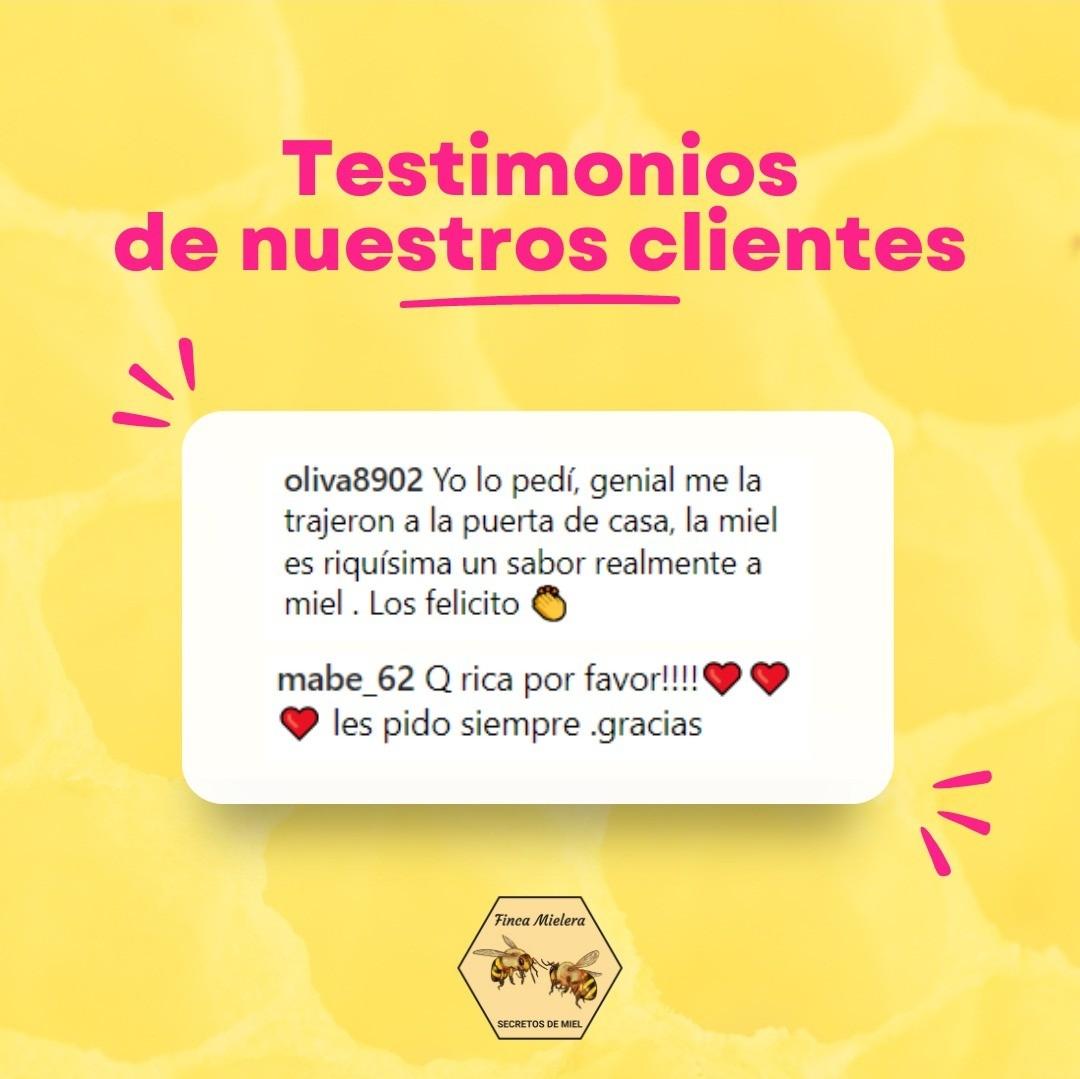 Testimonios
de nuestros clientes
oliva8902 Yo lo pedí, genial me la
trajeron a la puerta de casa, la miel
es riquísima un sabor realmente a
miel . Los felicito 👏
mabe_62 Q rica por favor!!!!❤️ ❤️
❤️ les pido siempre .gracias
Finca Mielera
SECRETOS DE MIEL